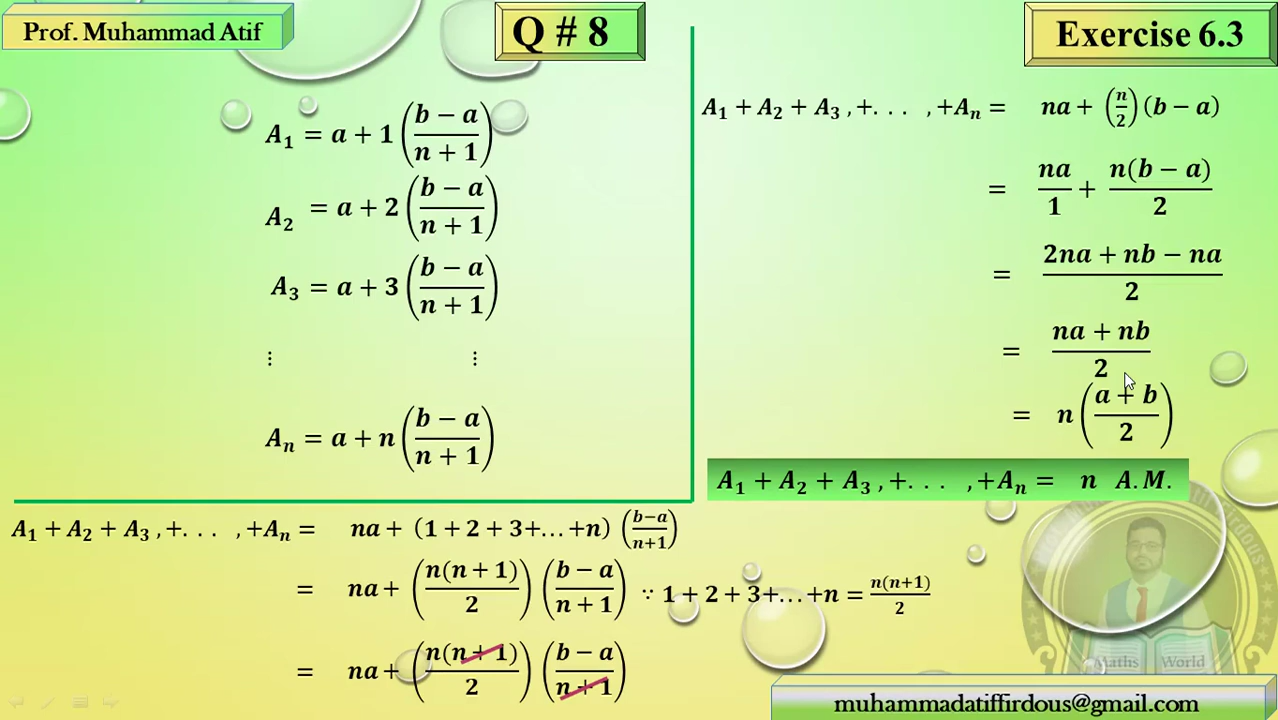 Prof. Muhammad Atif
Q # 8
Exercise 6.3
A₁ = a + 1 ((b − a)/(n + 1))
A₂ = a + 2 ((b − a)/(n + 1))
A₃ = a + 3 ((b − a)/(n + 1))
⋮ ⋮
Aₙ = a + n ((b − a)/(n + 1))
A₁ + A₂ + A₃ ,+. . . ,+Aₙ = na + (1 + 2 + 3+. . . +n) ((b−a)/(n+1))
= na + (n(n + 1)/2) ((b − a)/(n + 1)) ∵ 1 + 2 + 3+. . . +n = n(n+1)/2
= na + (n(n + 1)/2) ((b − a)/(n + 1))
A₁ + A₂ + A₃ ,+. . . ,+Aₙ = na + (n/2) (b − a)
= na/1 + n(b − a)/2
= (2na + nb − na)/2
= (na + nb)/2
= n ((a + b)/2)
A₁ + A₂ + A₃ ,+. . . ,+Aₙ = n A. M.
Maths World
muhammadatiffirdous@gmail.com